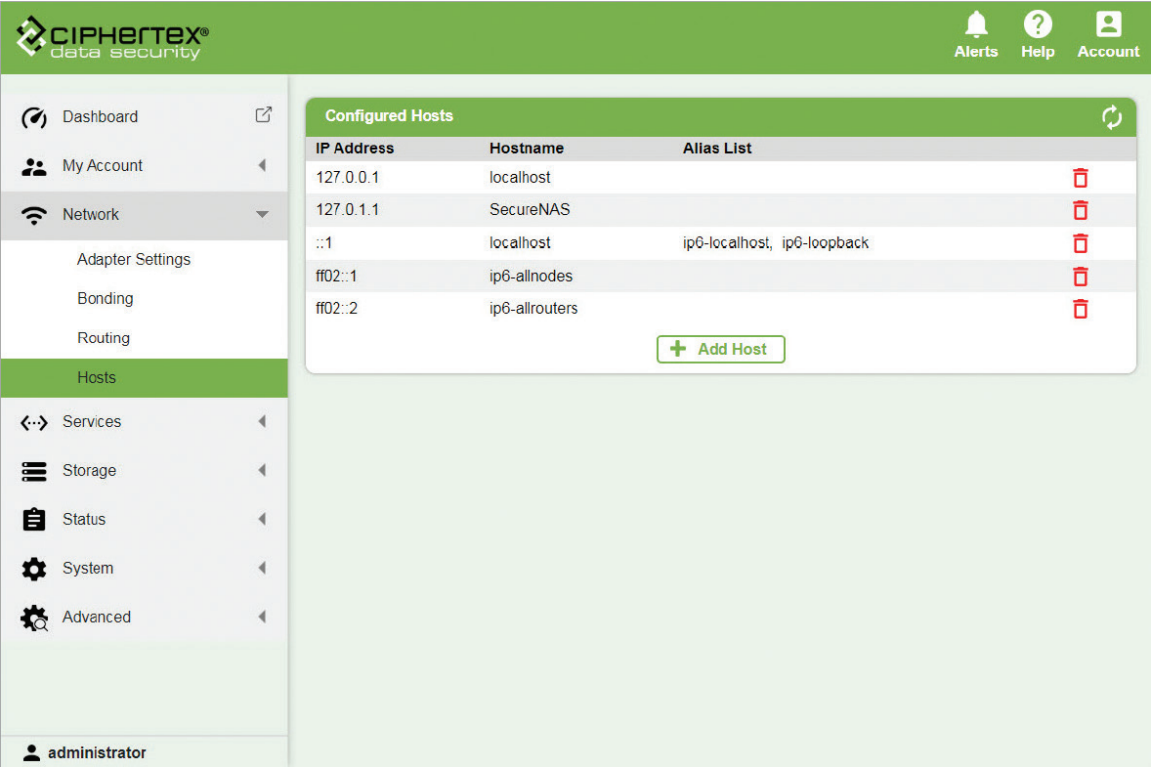 CIPHERTEX®
data security
Alerts Help Account
Dashboard
My Account
Network
Adapter Settings
Bonding
Routing
Hosts
Services
Storage
Status
System
Advanced
administrator
Configured Hosts
IP Address Hostname Alias List
127.0.0.1 localhost
127.0.1.1 SecureNAS
::1 localhost ip6-localhost, ip6-loopback
ff02::1 ip6-allnodes
ff02::2 ip6-allrouters
+ Add Host